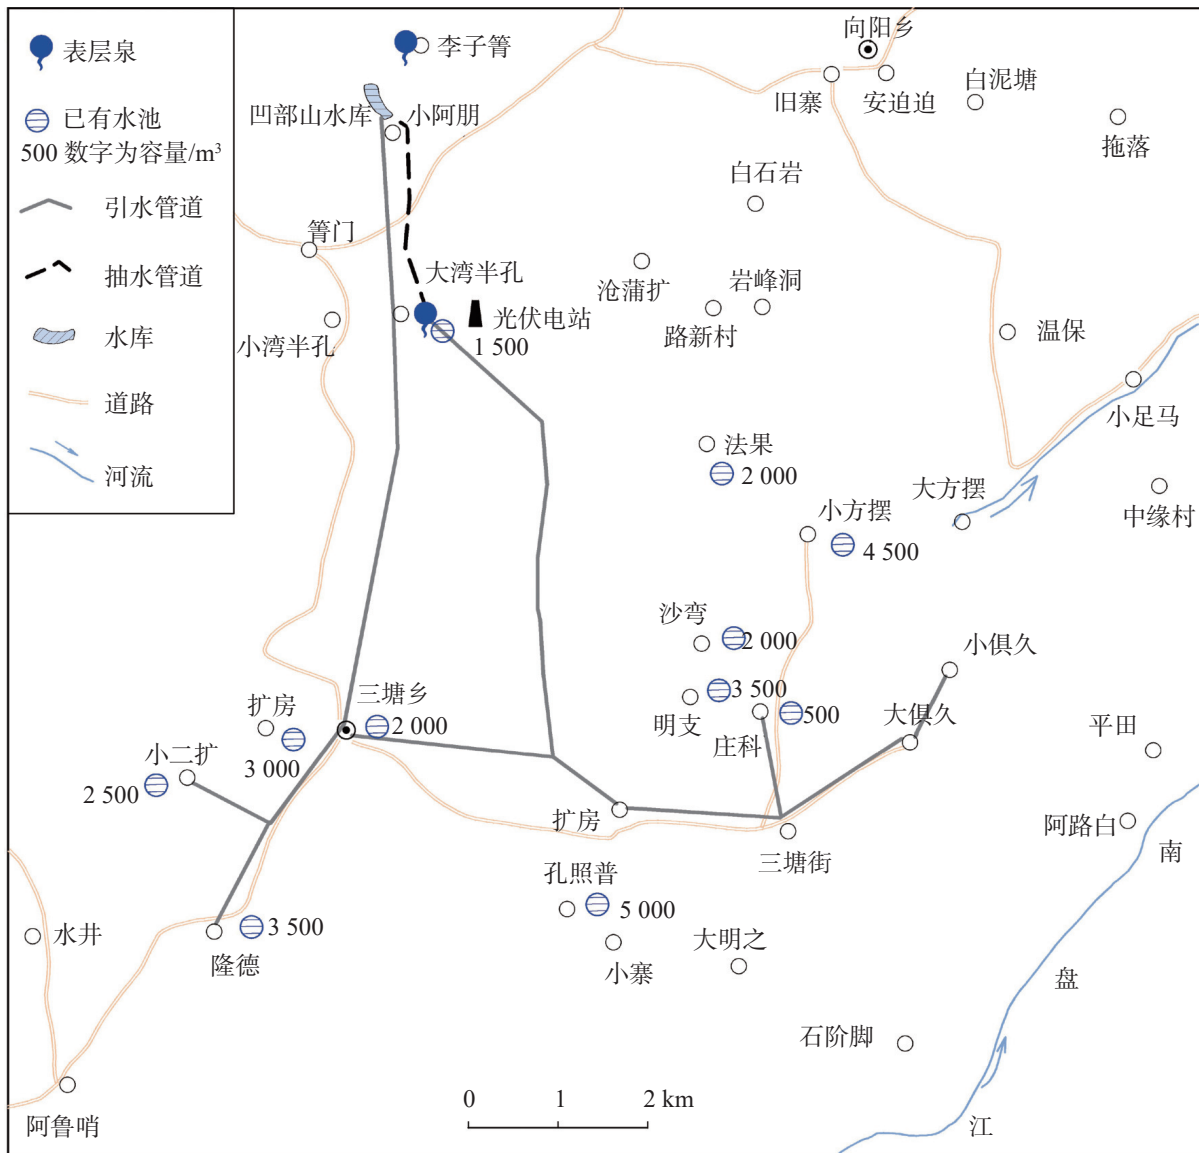 表层泉
已有水池
500 数字为容量/m³
引水管道
抽水管道
水库
道路
河流
李子箐
向阳乡
旧寨
安迫迫
白泥塘
拖落
凹部山水库
小阿朋
白石岩
箐门
大湾半孔
沧蒲扩
岩峰洞
光伏电站
路新村
温保
小湾半孔
1 500
小足马
法果
2 000
大方摆
中缘村
小方摆
4 500
沙弯
2 000
小俱久
3 500
明支
500
庄科
大俱久
平田
扩房
三塘乡
2 000
小二扩
3 000
2 500
扩房
三塘街
阿路白
南
孔照普
5 000
3 500
水井
隆德
小寨
大明之
盘
石阶脚
0 1 2 km
阿鲁哨
江